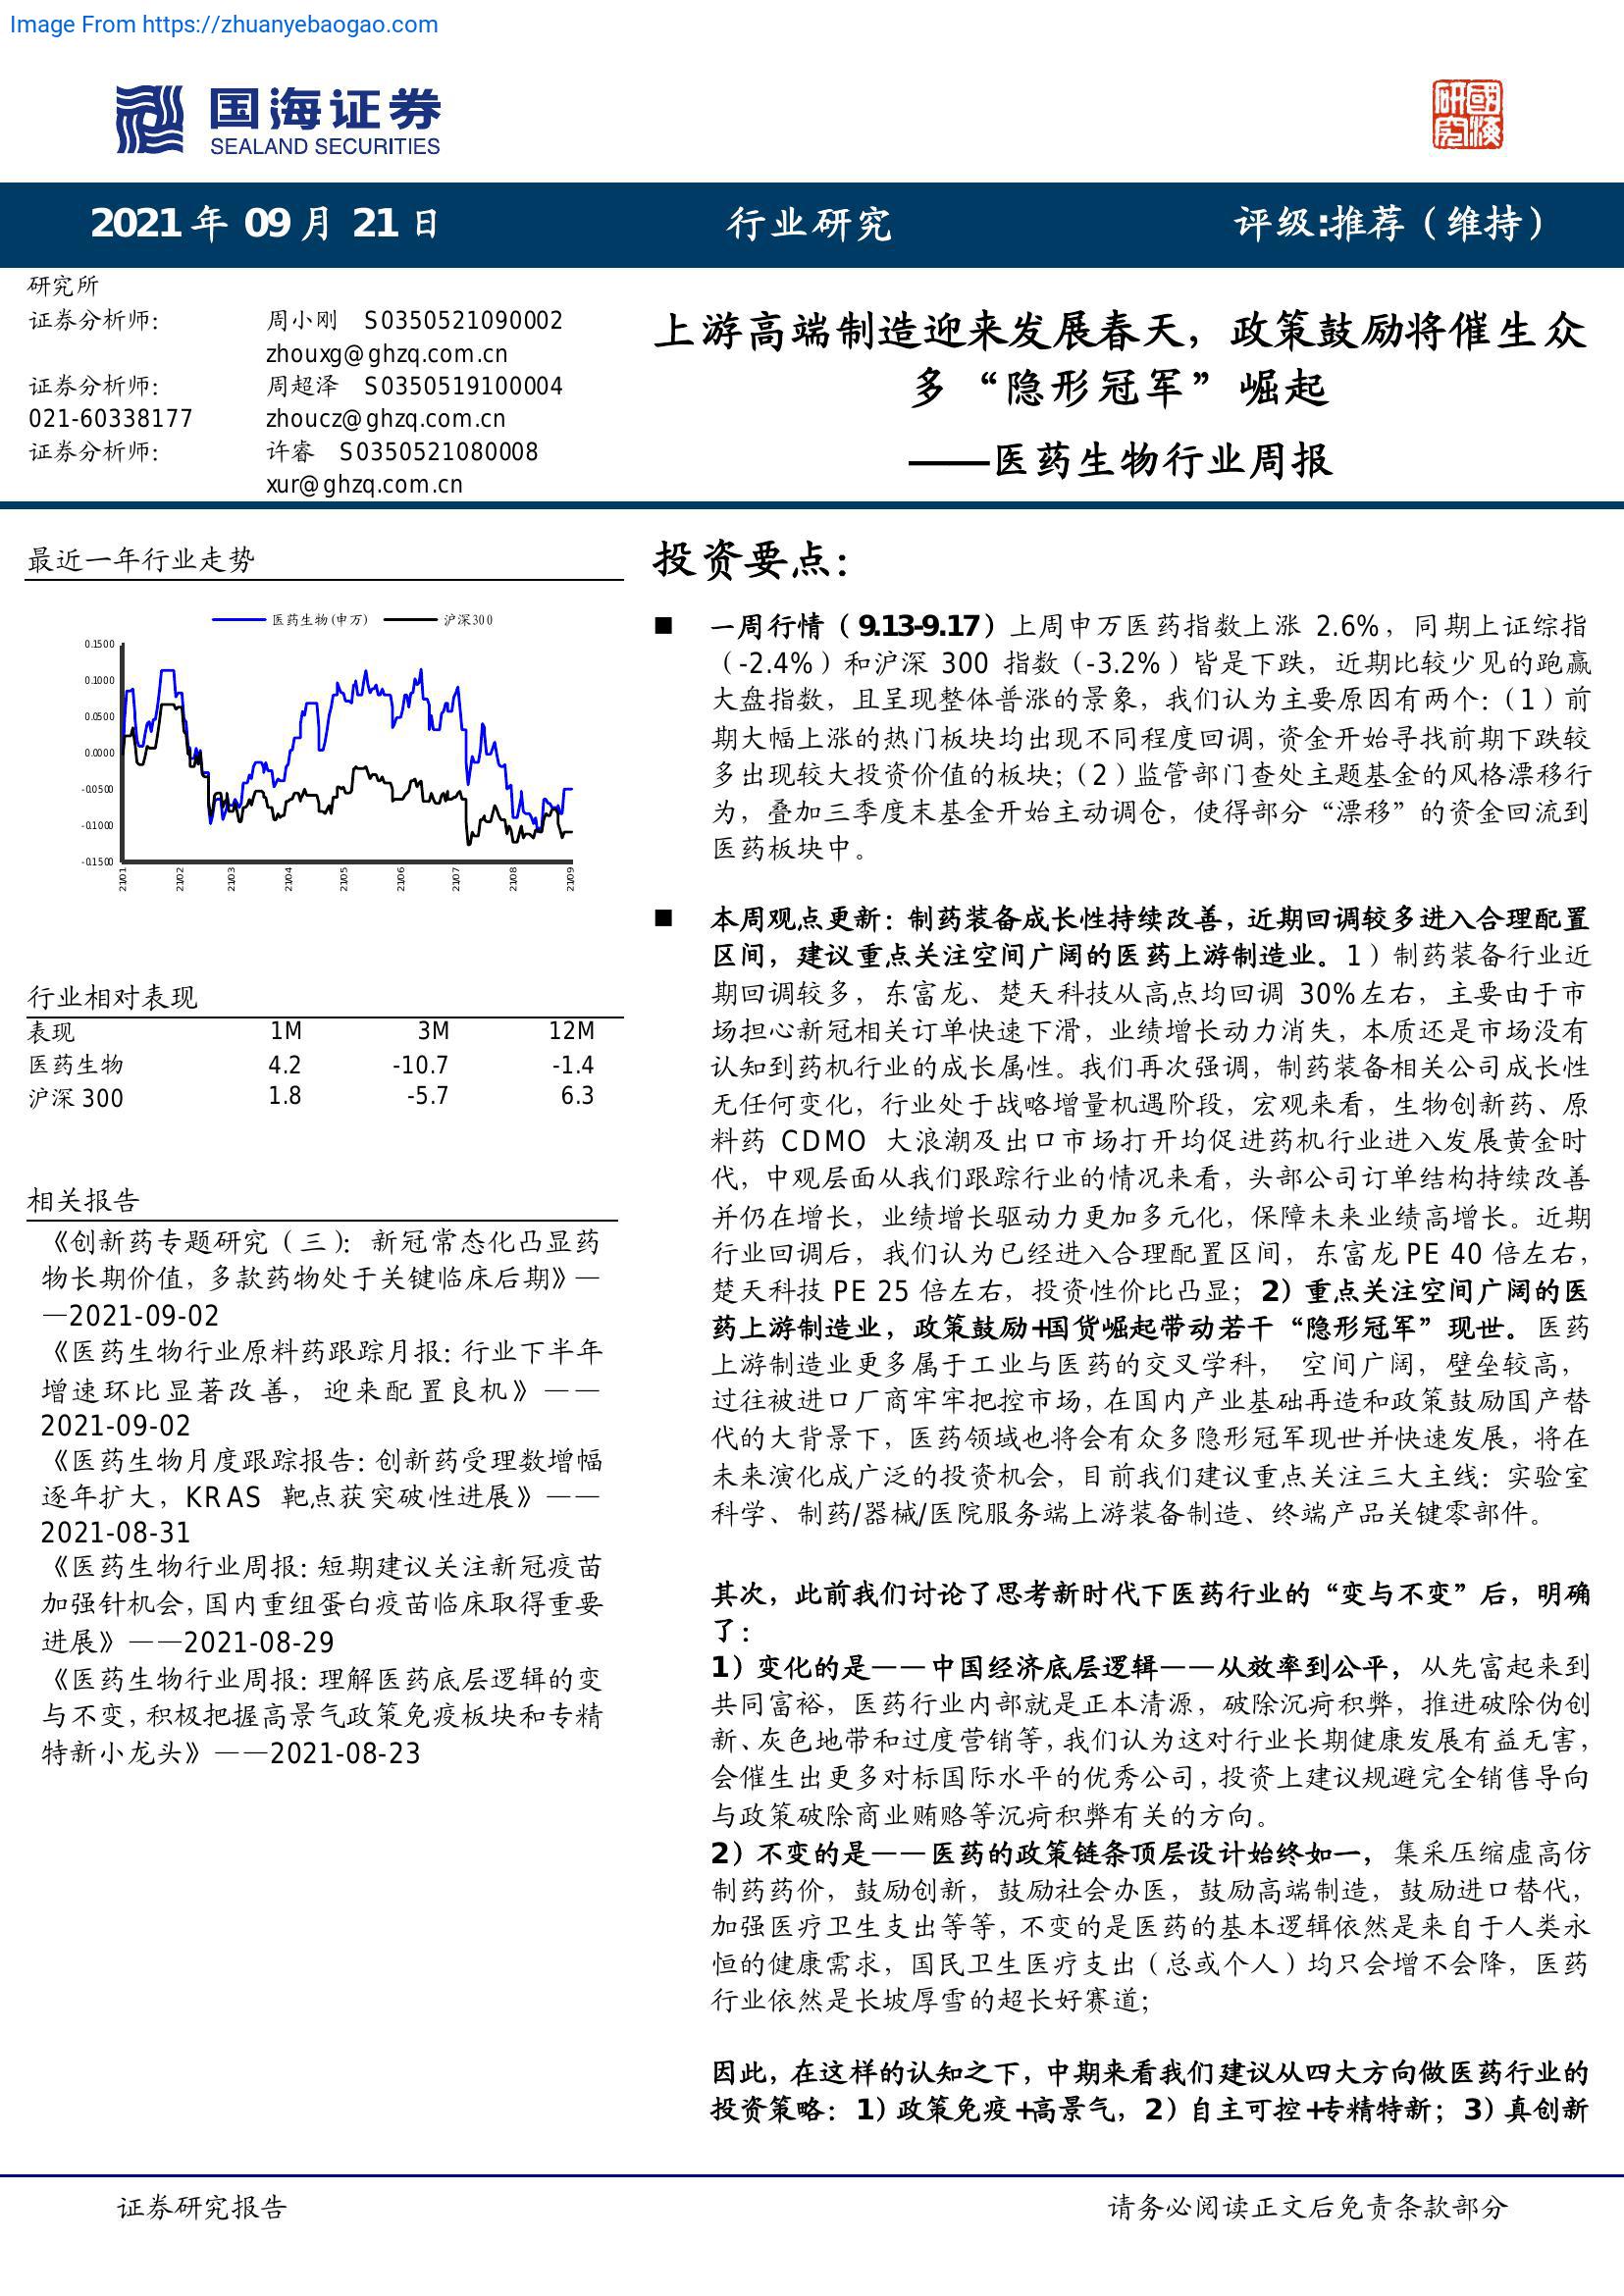 Image From https://zhuanyebaogao.com
国海证券
SEALAND SECURITIES
研國
究海
2021 年 09 月 21 日
行业研究
评级:推荐（维持）
研究所
证券分析师: 周小刚 S0350521090002
zhouxg@ghzq.com.cn
证券分析师: 周超泽 S0350519100004
021-60338177 zhoucz@ghzq.com.cn
证券分析师: 许睿 S0350521080008
xur@ghzq.com.cn
上游高端制造迎来发展春天，政策鼓励将催生众
多“隐形冠军”崛起
——医药生物行业周报
最近一年行业走势
医药生物(申万) 沪深300
0.1500
0.1000
0.0500
0.0000
-0.0500
-0.1000
-0.1500
21/01 21/02 21/03 21/04 21/05 21/06 21/07 21/08 21/09
行业相对表现
表现 1M 3M 12M
医药生物 4.2 -10.7 -1.4
沪深 300 1.8 -5.7 6.3
相关报告
《创新药专题研究（三）：新冠常态化凸显药
物长期价值，多款药物处于关键临床后期》—
—2021-09-02
《医药生物行业原料药跟踪月报：行业下半年
增速环比显著改善，迎来配置良机》——
2021-09-02
《医药生物月度跟踪报告：创新药受理数增幅
逐年扩大，KRAS 靶点获突破性进展》——
2021-08-31
《医药生物行业周报：短期建议关注新冠疫苗
加强针机会，国内重组蛋白疫苗临床取得重要
进展》——2021-08-29
《医药生物行业周报：理解医药底层逻辑的变
与不变，积极把握高景气政策免疫板块和专精
特新小龙头》——2021-08-23
投资要点：
■ 一周行情（9.13-9.17）上周申万医药指数上涨 2.6%，同期上证综指
（-2.4%）和沪深 300 指数（-3.2%）皆是下跌，近期比较少见的跑赢
大盘指数，且呈现整体普涨的景象，我们认为主要原因有两个：（1）前
期大幅上涨的热门板块均出现不同程度回调，资金开始寻找前期下跌较
多出现较大投资价值的板块；（2）监管部门查处主题基金的风格漂移行
为，叠加三季度末基金开始主动调仓，使得部分“漂移”的资金回流到
医药板块中。
■ 本周观点更新：制药装备成长性持续改善，近期回调较多进入合理配置
区间，建议重点关注空间广阔的医药上游制造业。1）制药装备行业近
期回调较多，东富龙、楚天科技从高点均回调 30%左右，主要由于市
场担心新冠相关订单快速下滑，业绩增长动力消失，本质还是市场没有
认知到药机行业的成长属性。我们再次强调，制药装备相关公司成长性
无任何变化，行业处于战略增量机遇阶段，宏观来看，生物创新药、原
料药 CDMO 大浪潮及出口市场打开均促进药机行业进入发展黄金时
代，中观层面从我们跟踪行业的情况来看，头部公司订单结构持续改善
并仍在增长，业绩增长驱动力更加多元化，保障未来业绩高增长。近期
行业回调后，我们认为已经进入合理配置区间，东富龙 PE 40 倍左右，
楚天科技 PE 25 倍左右，投资性价比凸显；2）重点关注空间广阔的医
药上游制造业，政策鼓励+国货崛起带动若干“隐形冠军”现世。医药
上游制造业更多属于工业与医药的交叉学科， 空间广阔，壁垒较高，
过往被进口厂商牢牢把控市场，在国内产业基础再造和政策鼓励国产替
代的大背景下，医药领域也将会有众多隐形冠军现世并快速发展，将在
未来演化成广泛的投资机会，目前我们建议重点关注三大主线：实验室
科学、制药/器械/医院服务端上游装备制造、终端产品关键零部件。
其次，此前我们讨论了思考新时代下医药行业的“变与不变”后，明确
了：
1）变化的是——中国经济底层逻辑——从效率到公平，从先富起来到
共同富裕，医药行业内部就是正本清源，破除沉疴积弊，推进破除伪创
新、灰色地带和过度营销等，我们认为这对行业长期健康发展有益无害，
会催生出更多对标国际水平的优秀公司，投资上建议规避完全销售导向
与政策破除商业贿赂等沉疴积弊有关的方向。
2）不变的是——医药的政策链条顶层设计始终如一，集采压缩虚高仿
制药药价，鼓励创新，鼓励社会办医，鼓励高端制造，鼓励进口替代，
加强医疗卫生支出等等，不变的是医药的基本逻辑依然是来自于人类永
恒的健康需求，国民卫生医疗支出（总或个人）均只会增不会降，医药
行业依然是长坡厚雪的超长好赛道；
因此，在这样的认知之下，中期来看我们建议从四大方向做医药行业的
投资策略：1）政策免疫+高景气，2）自主可控+专精特新；3）真创新
证券研究报告
请务必阅读正文后免责条款部分